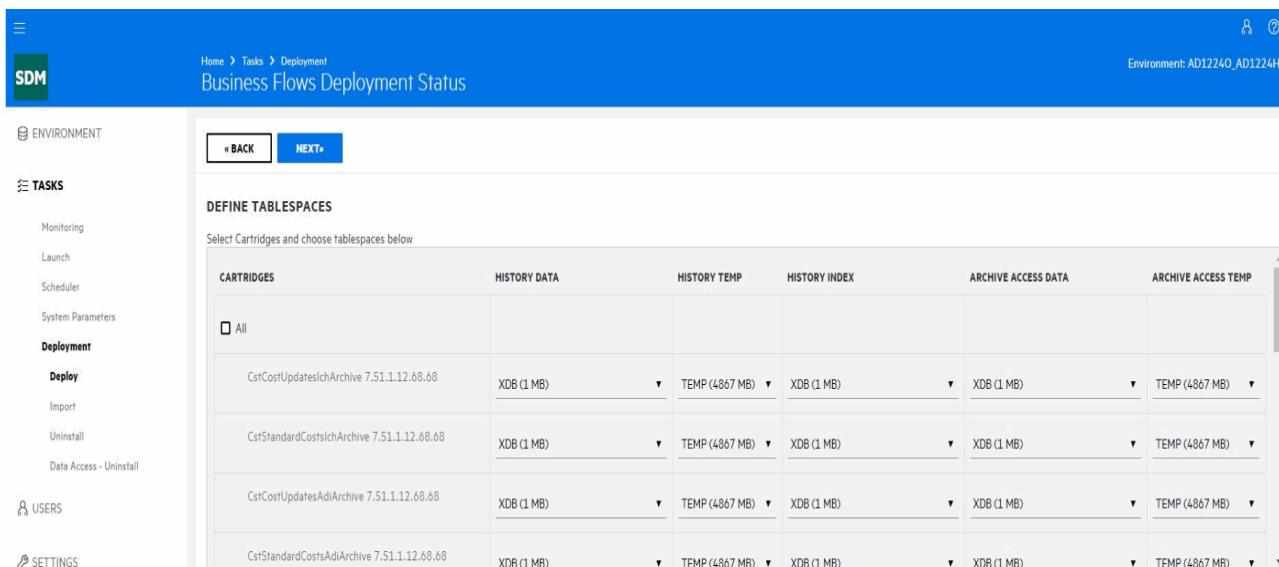 Home > Tasks > Deployment
Environment: AD1224O_AD1224H
SDM
Business Flows Deployment Status
ENVIRONMENT
TASKS
Monitoring
Launch
Scheduler
System Parameters
Deployment
Deploy
Import
Uninstall
Data Access - Uninstall
USERS
SETTINGS
« BACK
NEXT»
DEFINE TABLESPACES
Select Cartridges and choose tablespaces below
CARTRIDGES HISTORY DATA HISTORY TEMP HISTORY INDEX ARCHIVE ACCESS DATA ARCHIVE ACCESS TEMP
All
CstCostUpdatesIchArchive 7.51.1.12.68.68 XDB (1 MB) TEMP (4867 MB) XDB (1 MB) XDB (1 MB) TEMP (4867 MB)
CstStandardCostsIchArchive 7.51.1.12.68.68 XDB (1 MB) TEMP (4867 MB) XDB (1 MB) XDB (1 MB) TEMP (4867 MB)
CstCostUpdatesAdiArchive 7.51.1.12.68.68 XDB (1 MB) TEMP (4867 MB) XDB (1 MB) XDB (1 MB) TEMP (4867 MB)
CstStandardCostsAdiArchive 7.51.1.12.68.68 XDB (1 MB) TEMP (4867 MB) XDB (1 MB) XDB (1 MB) TEMP (4867 MB)